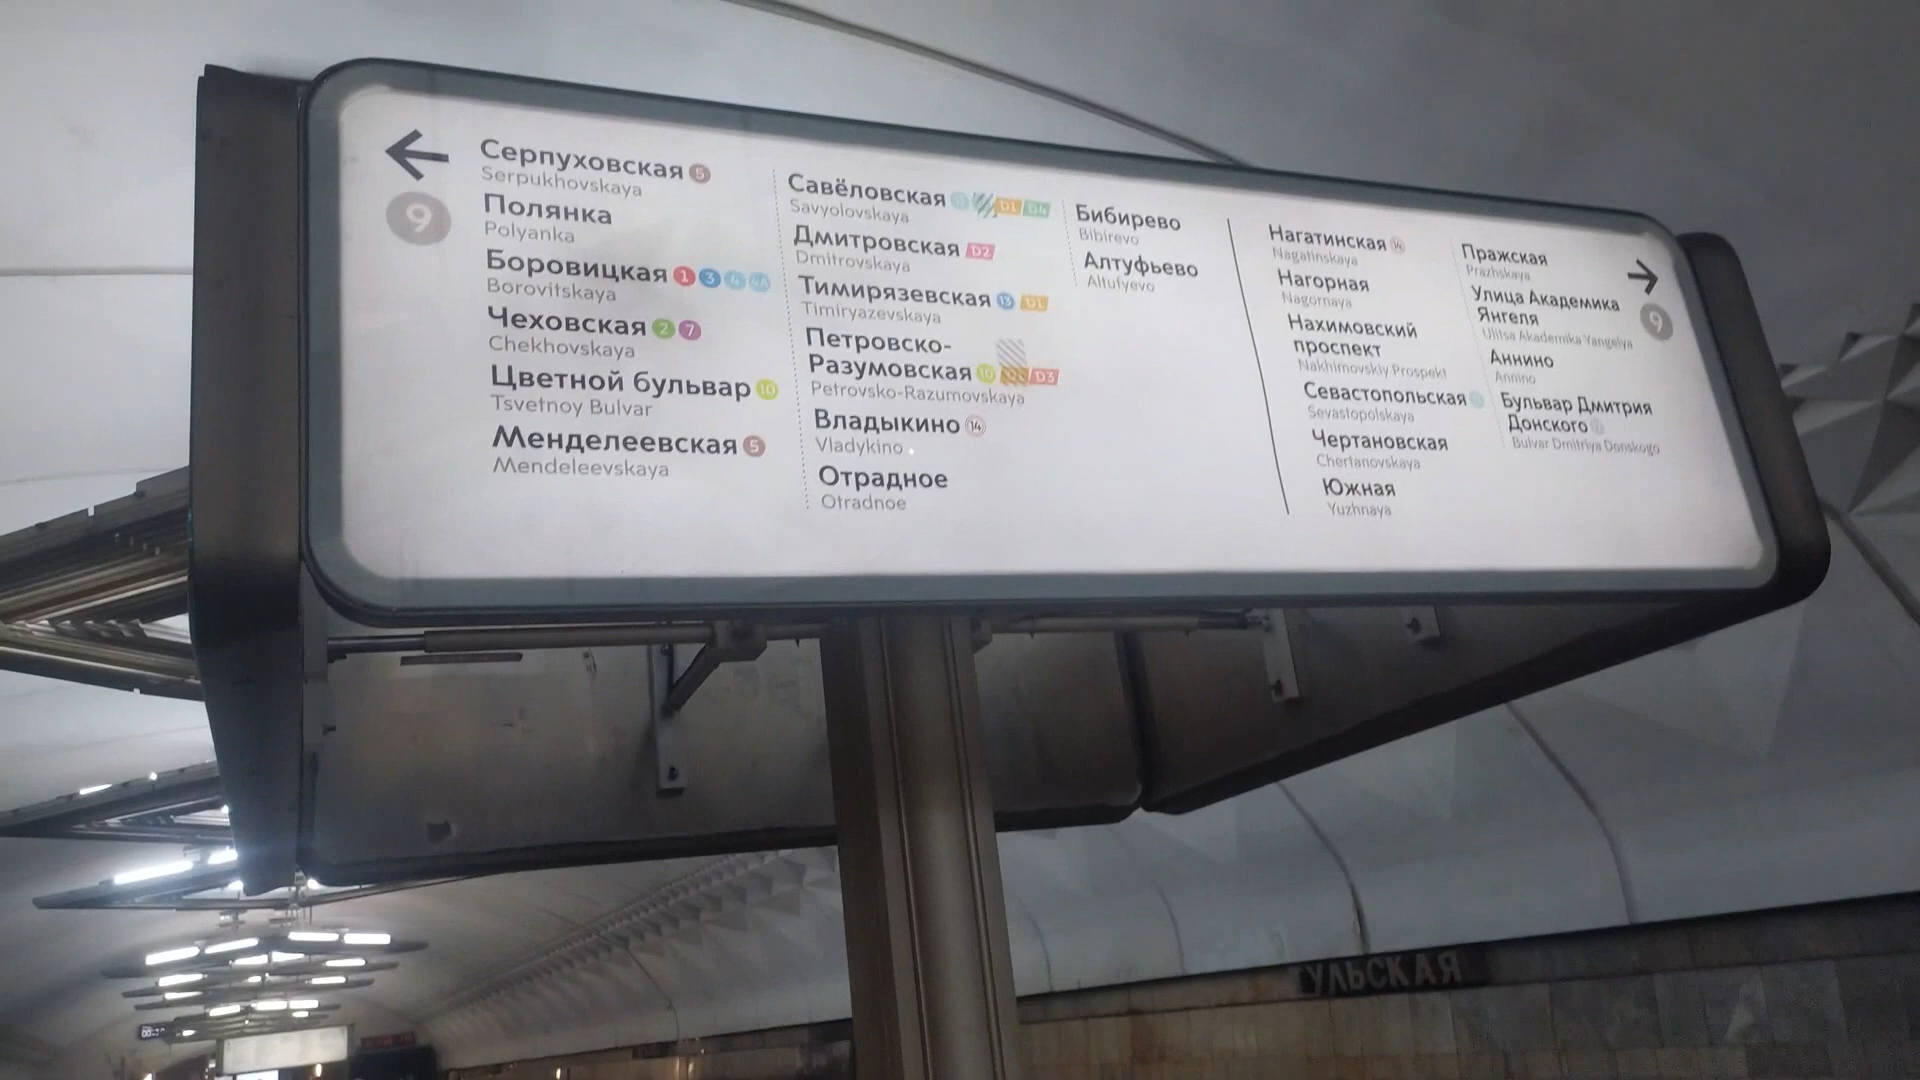 ←
9
Серпуховская 5
Serpukhovskaya
Полянка
Polyanka
Боровицкая 1 3 4 4А
Borovitskaya
Чеховская 2 7
Chekhovskaya
Цветной бульвар 10
Tsvetnoy Bulvar
Менделеевская 5
Mendeleevskaya
Савёловская D1 D4
Savyolovskaya
Дмитровская D2
Dmitrovskaya
Тимирязевская 13 D1
Timiryazevskaya
Петровско-
Разумовская 10 D3
Petrovsko-Razumovskaya
Владыкино 14
Vladykino
Отрадное
Otradnoe
Бибирево
Bibirevo
Алтуфьево
Altufyevo
Нагатинская 14
Nagatinskaya
Нагорная
Nagornaya
Нахимовский
проспект
Nakhimovskiy Prospekt
Севастопольская
Sevastopolskaya
Чертановская
Chertanovskaya
Южная
Yuzhnaya
Пражская
Prazhskaya
Улица Академика
Янгеля
Ulitsa Akademika Yangelya
Аннино
Annino
Бульвар Дмитрия
Донского
Bulvar Dmitriya Donskogo
→
9
УЛЬСКАЯ